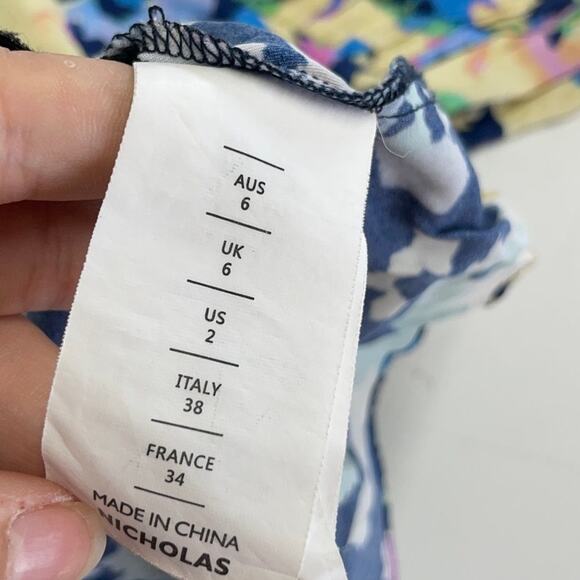 AUS
6
UK
6
US
2
ITALY
38
FRANCE
34
MADE IN CHINA
NICHOLAS